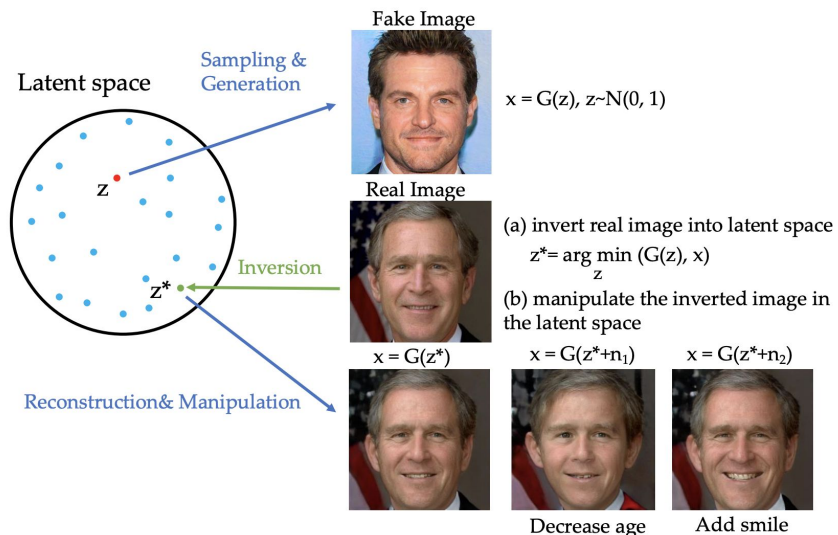 Fake Image
Sampling &
Generation
Latent space
x = G(z), z~N(0, 1)
z
Real Image
(a) invert real image into latent space
z*= arg min (G(z), x)
z
Inversion
z*
(b) manipulate the inverted image in
the latent space
x = G(z*)
x = G(z*+n₁)
x = G(z*+n₂)
Reconstruction& Manipulation
Decrease age
Add smile